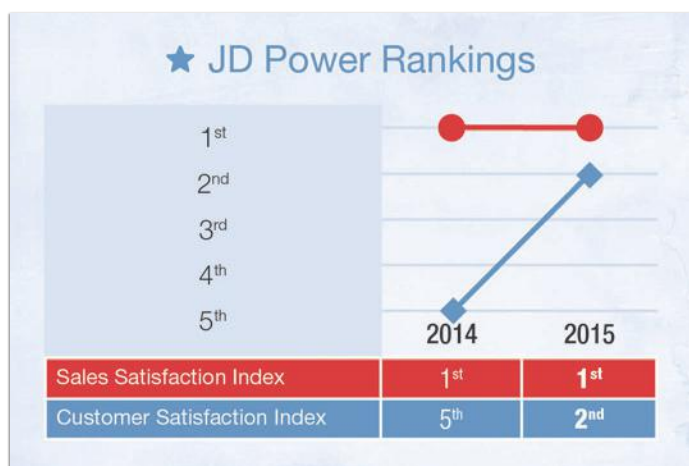 ★ JD Power Rankings
1st
2nd
3rd
4th
5th
2014 2015
Sales Satisfaction Index 1st 1st
Customer Satisfaction Index 5th 2nd